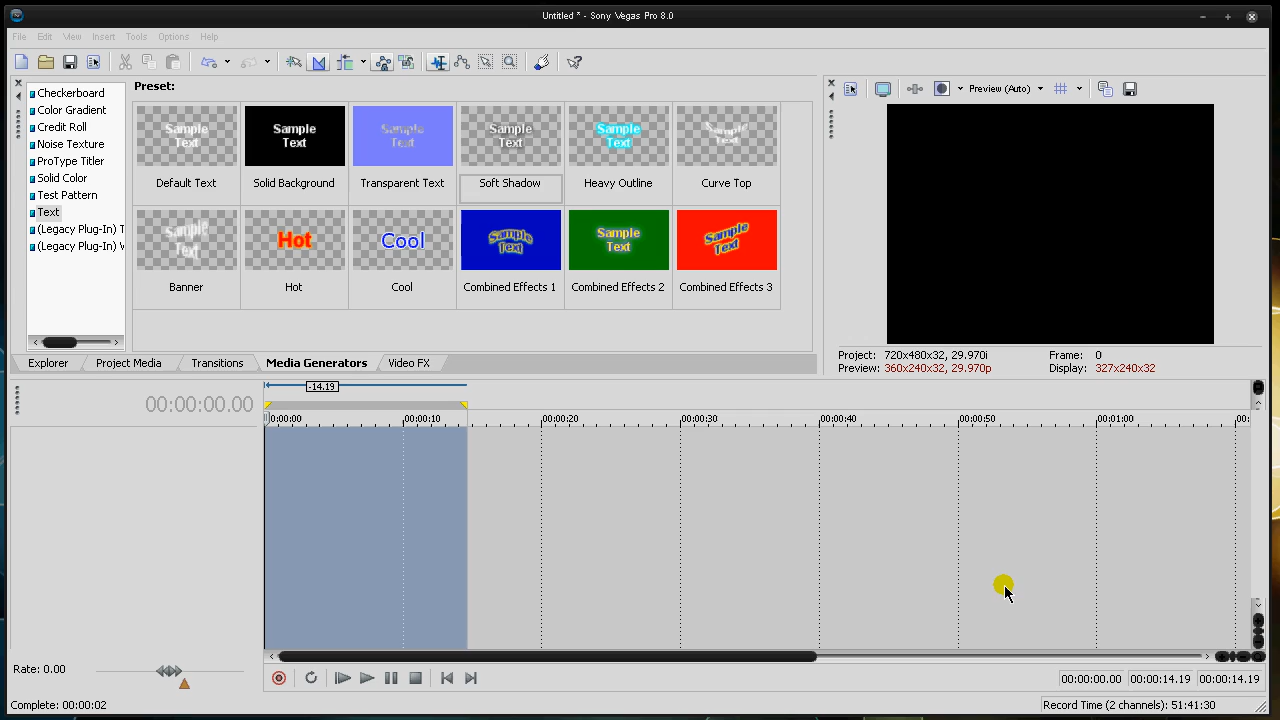 Untitled * - Sony Vegas Pro 8.0
File Edit View Insert Tools Options Help
Preset:
Checkerboard
Color Gradient
Credit Roll
Noise Texture
ProType Titler
Solid Color
Test Pattern
Text
(Legacy Plug-In) T
(Legacy Plug-In) V
Sample Text
Sample Text
Sample Text
Sample Text
Sample Text
Sample Text
Default Text Solid Background Transparent Text Soft Shadow Heavy Outline Curve Top
Sample Text
Hot
Cool
Sample Text
Sample Text
Sample Text
Banner Hot Cool Combined Effects 1 Combined Effects 2 Combined Effects 3
Preview (Auto)
Explorer Project Media Transitions Media Generators Video FX
Project: 720x480x32, 29.970i Frame: 0
Preview: 360x240x32, 29.970p Display: 327x240x32
-14.19
00:00:00.00
0:00:00 00:00:10 00:00:20 00:00:30 00:00:40 00:00:50 00:01:00 00:
Rate: 0.00
00:00:00.00 00:00:14.19 00:00:14.19
Complete: 00:00:02
Record Time (2 channels): 51:41:30